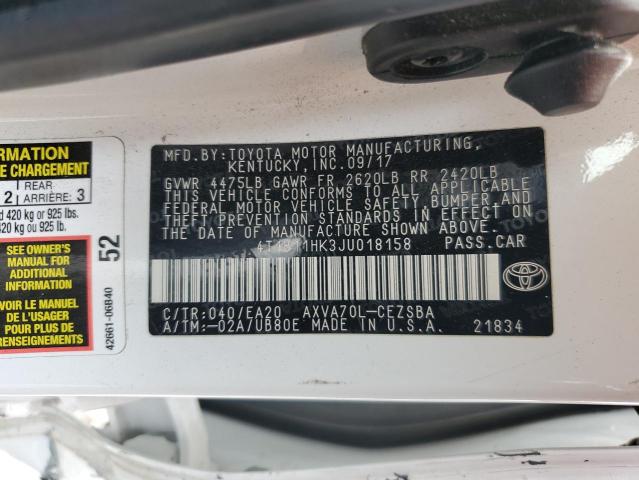 ORMATION
E CHARGEMENT
2 REAR 3
ARRIÈRE:
d 420 kg or 925 lbs.
420 kg ou 925 lb.
SEE OWNER'S
MANUAL FOR
ADDITIONAL
INFORMATION
VOIR LE MANUEL
DE L'USAGER
POUR PLUS DE
RENSEIGNEMENTS
52
42661-06B40
MFD.BY:TOYOTA MOTOR MANUFACTURING,
KENTUCKY, INC.09/17
GVWR 4475LB GAWR FR 2620LB RR 2420LB
THIS VEHICLE CONFORMS TO ALL APPLICABLE
FEDERAL MOTOR VEHICLE SAFETY, BUMPER, AND
THEFT PREVENTION STANDARDS IN EFFECT ON
THE DATE OF MANUFACTURE SHOWN ABOVE.
4T4B11HK3JU018158 PASS.CAR
C/TR:040/EA20 AXVA70L-CEZSBA
A/TM:-02A/UB80E MADE IN U.S.A. 21834
TOYOTA